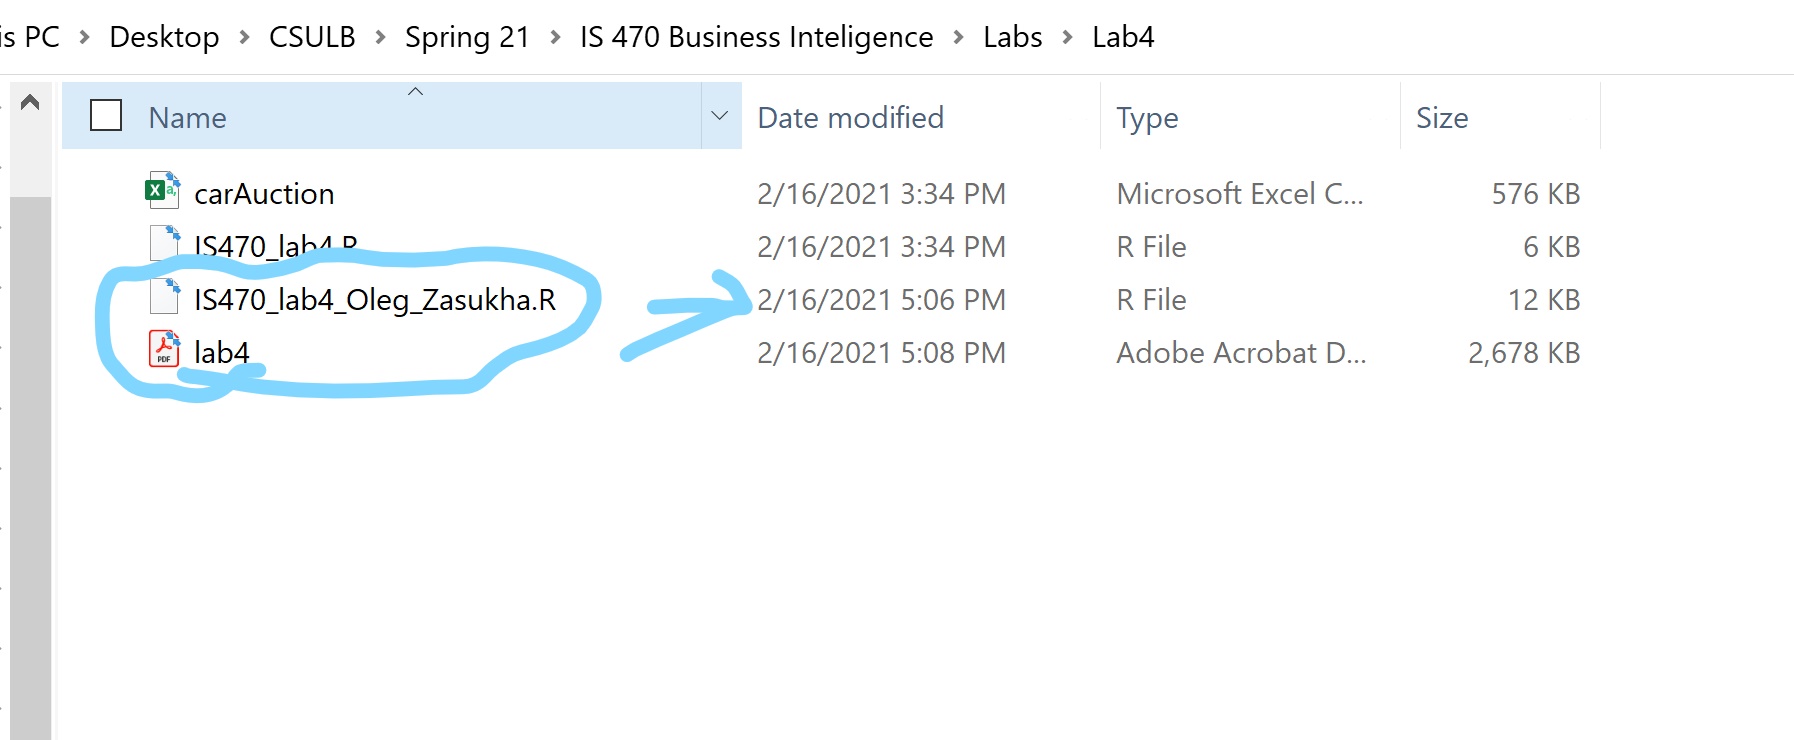 is PC > Desktop > CSULB > Spring 21 > IS 470 Business Inteligence > Labs > Lab4
Name Date modified Type Size
carAuction 2/16/2021 3:34 PM Microsoft Excel C... 576 KB
IS470_lab4.R 2/16/2021 3:34 PM R File 6 KB
IS470_lab4_Oleg_Zasukha.R 2/16/2021 5:06 PM R File 12 KB
lab4 2/16/2021 5:08 PM Adobe Acrobat D... 2,678 KB